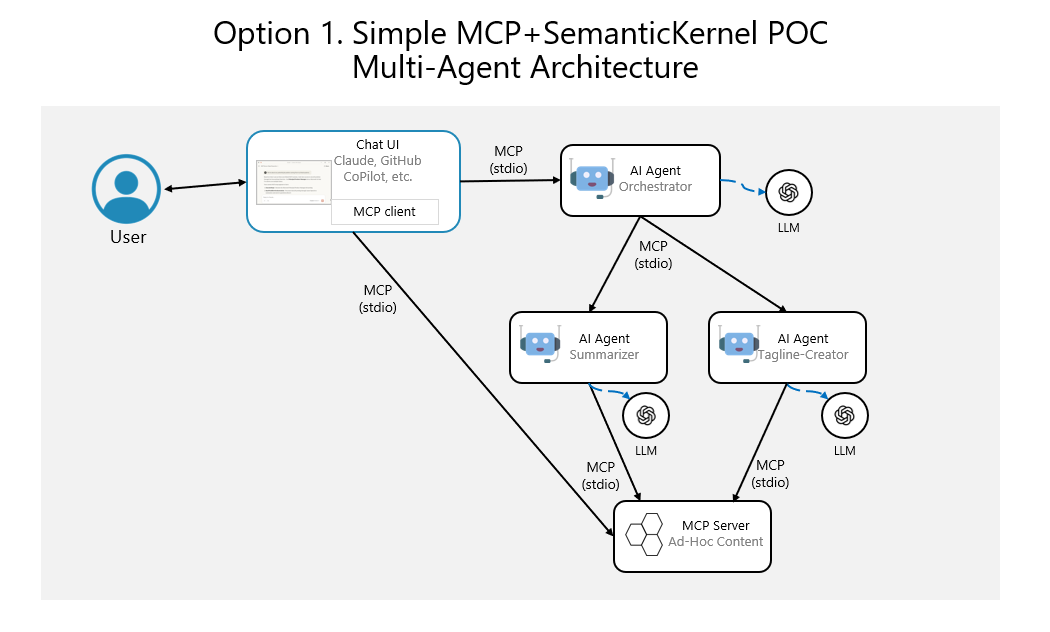 Option 1. Simple MCP+SemanticKernel POC
Multi-Agent Architecture
User
Chat UI
Claude, GitHub
CoPilot, etc.
MCP client
MCP
(stdio)
AI Agent
Orchestrator
LLM
MCP
(stdio)
MCP
(stdio)
AI Agent
Summarizer
AI Agent
Tagline-Creator
LLM
LLM
MCP
(stdio)
MCP
(stdio)
MCP Server
Ad-Hoc Content